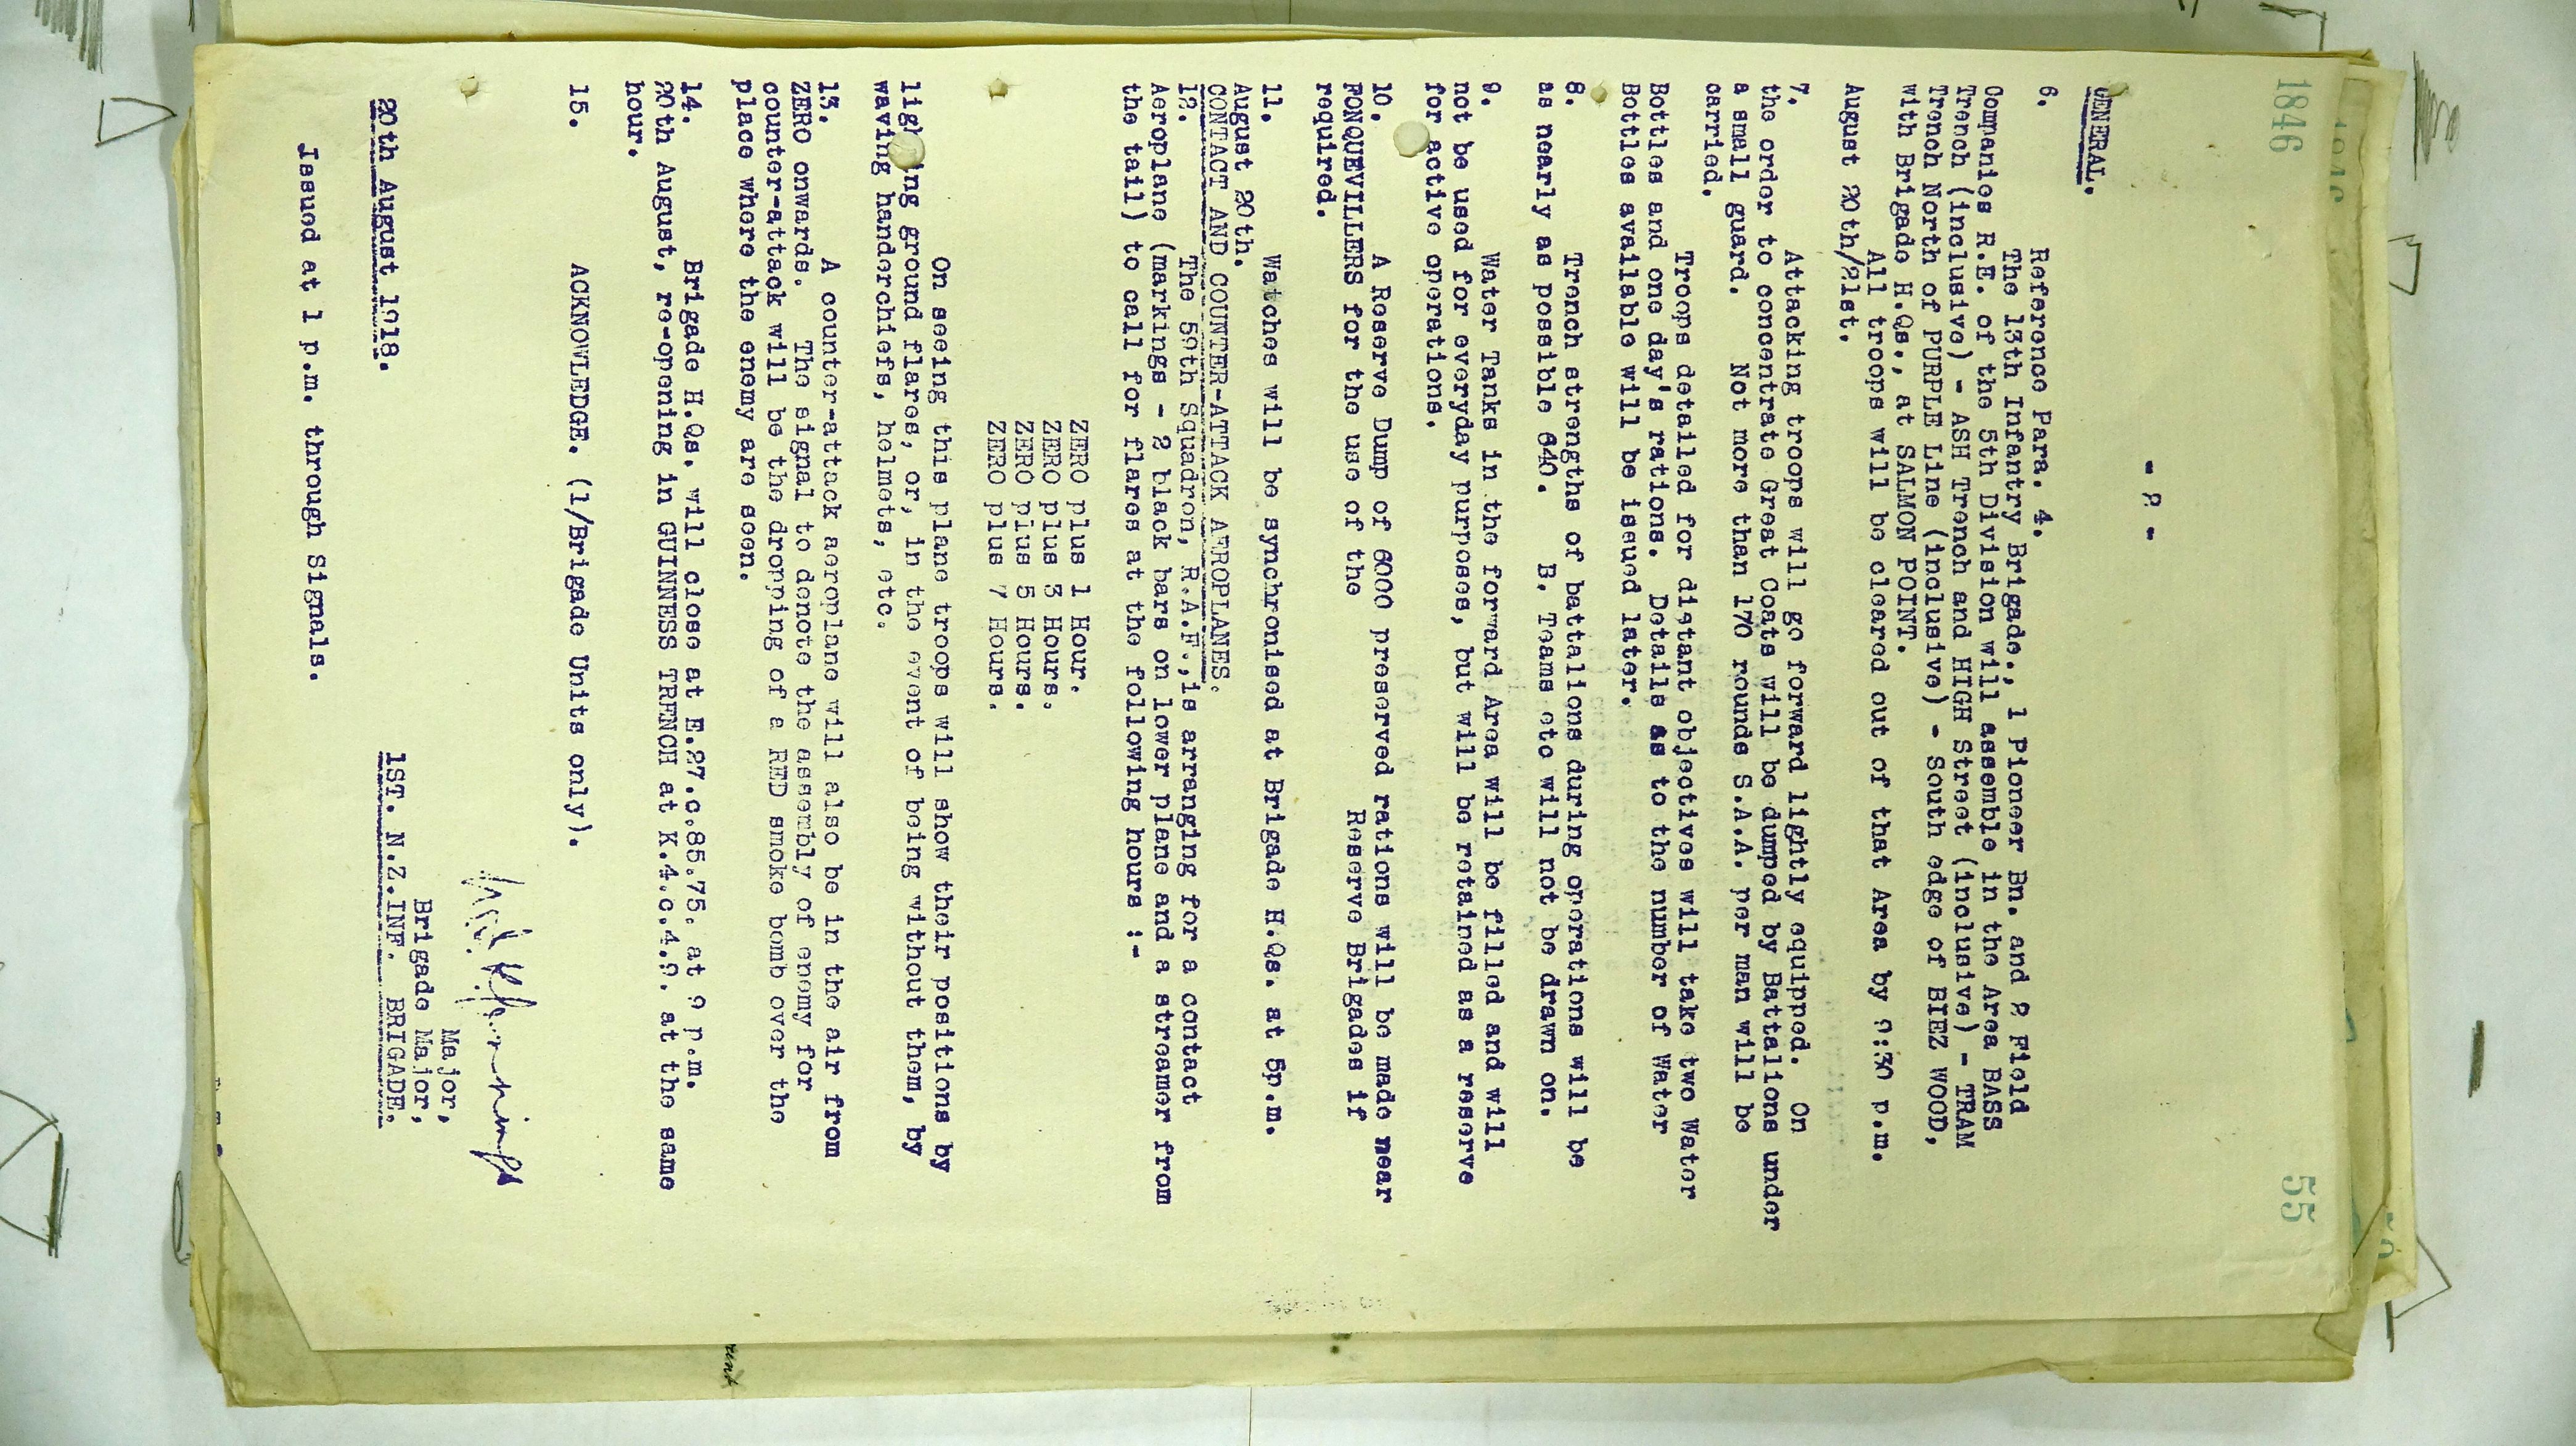 1846
55
- 2 -
GENERAL.
6. Reference Para. 4.
The 13th Infantry Brigade., 1 Pioneer Bn. and 2 Field
Companies R.E. of the 5th Division will assemble in the Area BASS
Trench (inclusive) - ASH Trench and HIGH Street (inclusive) - TRAM
Trench North of PURPLE Line (inclusive) - South edge of BIEZ WOOD,
with Brigade H.Qs., at SALMON POINT.
All troops will be cleared out of that Area by 9:30 p.m.
August 20th/21st.
7. Attacking troops will go forward lightly equipped. On
the order to concentrate Great Coats will be dumped by Battalions under
a small guard. Not more than 170 rounds S.A.A. per man will be
carried.
Troops detailed for distant objectives will take two Water
Bottles and one day's rations. Details as to the number of Water
Bottles available will be issued later.
8. Trench strengths of battalions during operations will be
as nearly as possible 640. B. Teams etc will not be drawn on.
9. Water Tanks in the forward Area will be filled and will
not be used for everyday purposes, but will be retained as a reserve
for active operations.
10. A Reserve Dump of 6000 preserved rations will be made near
FONQUEVILLERS for the use of the Reserve Brigades if
required.
11. Watches will be synchronised at Brigade H.Qs. at 5p.m.
August 20th.
CONTACT AND COUNTER-ATTACK AEROPLANES.
12. The 59th Squadron, R.A.F., is arranging for a contact
Aeroplane (markings - 2 black bars on lower plane and a streamer from
the tail) to call for flares at the following hours :-
ZERO plus 1 Hour.
ZERO plus 3 Hours.
ZERO plus 5 Hours.
ZERO plus 7 Hours.
On seeing this plane troops will show their positions by
lighting ground flares, or, in the event of being without them, by
waving handerchiefs, helmets, etc.
13. A counter-attack aeroplane will also be in the air from
ZERO onwards. The signal to denote the assembly of enemy for
counter-attack will be the dropping of a RED smoke bomb over the
place where the enemy are seen.
14. Brigade H.Qs. will close at E.27.c.85.75. at 9 p.m.
20th August, re-opening in GUINNESS TRENCH at K.4.c.4.9. at the same
hour.
15. ACKNOWLEDGE. (1/Brigade Units only).
Major,
Brigade Major,
20th August 1918. 1ST. N.Z.INF. BRIGADE.
Issued at 1 p.m. through Signals.